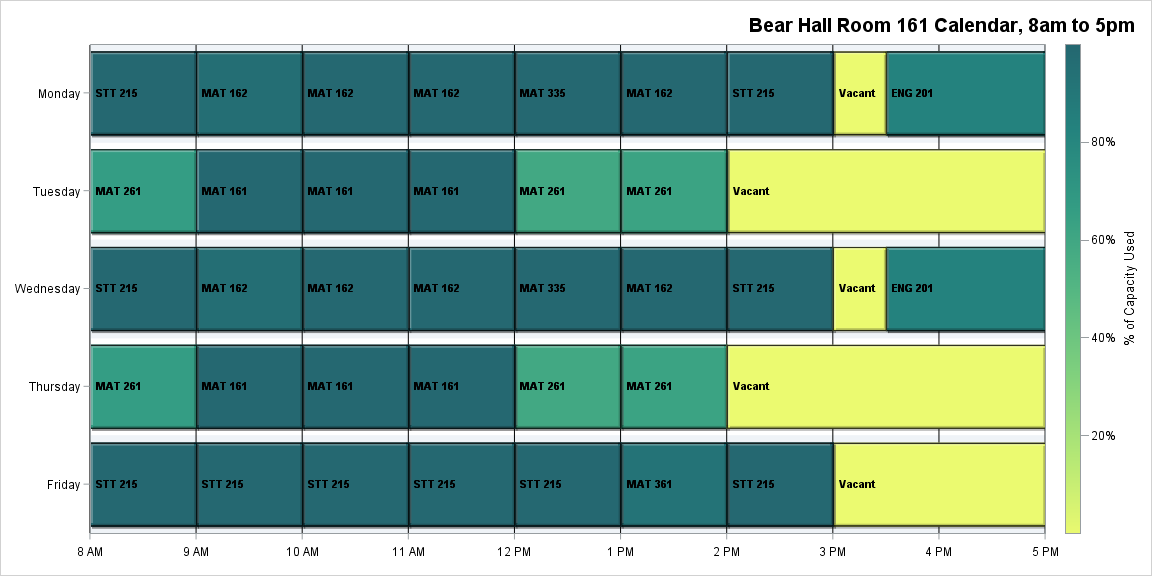 Bear Hall Room 161 Calendar, 8am to 5pm
Monday
STT 215
MAT 162
MAT 162
MAT 162
MAT 335
MAT 162
STT 215
Vacant
ENG 201
Tuesday
MAT 261
MAT 161
MAT 161
MAT 161
MAT 261
MAT 261
Vacant
Wednesday
STT 215
MAT 162
MAT 162
MAT 162
MAT 335
MAT 162
STT 215
Vacant
ENG 201
Thursday
MAT 261
MAT 161
MAT 161
MAT 161
MAT 261
MAT 261
Vacant
Friday
STT 215
STT 215
STT 215
STT 215
STT 215
MAT 361
STT 215
Vacant
8 AM
9 AM
10 AM
11 AM
12 PM
1 PM
2 PM
3 PM
4 PM
5 PM
80%
60%
40%
20%
% of Capacity Used